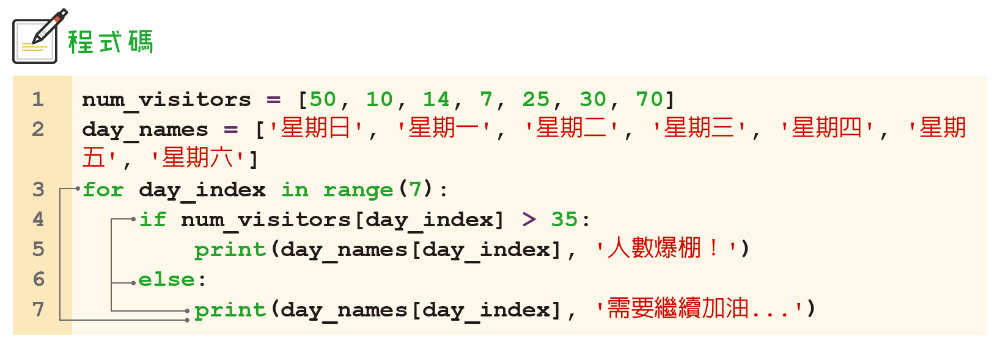 程式碼
1 num_visitors = [50, 10, 14, 7, 25, 30, 70]
2 day_names = ['星期日', '星期一', '星期二', '星期三', '星期四', '星期
五', '星期六']
3 for day_index in range(7):
4     if num_visitors[day_index] > 35:
5         print(day_names[day_index], '人數爆棚！')
6     else:
7         print(day_names[day_index], '需要繼續加油...')